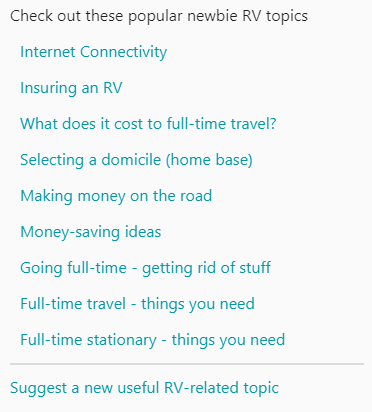 Check out these popular newbie RV topics
Internet Connectivity
Insuring an RV
What does it cost to full-time travel?
Selecting a domicile (home base)
Making money on the road
Money-saving ideas
Going full-time - getting rid of stuff
Full-time travel - things you need
Full-time stationary - things you need
Suggest a new useful RV-related topic